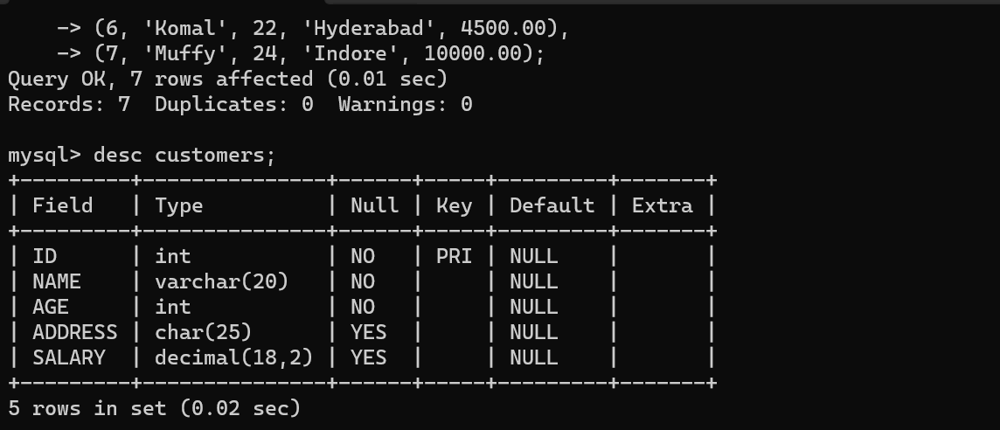 -> (6, 'Komal', 22, 'Hyderabad', 4500.00),
    -> (7, 'Muffy', 24, 'Indore', 10000.00);
Query OK, 7 rows affected (0.01 sec)
Records: 7  Duplicates: 0  Warnings: 0

mysql> desc customers;
+---------+---------------+------+-----+---------+-------+
| Field   | Type          | Null | Key | Default | Extra |
+---------+---------------+------+-----+---------+-------+
| ID      | int           | NO   | PRI | NULL    |       |
| NAME    | varchar(20)   | NO   |     | NULL    |       |
| AGE     | int           | NO   |     | NULL    |       |
| ADDRESS | char(25)      | YES  |     | NULL    |       |
| SALARY  | decimal(18,2) | YES  |     | NULL    |       |
+---------+---------------+------+-----+---------+-------+
5 rows in set (0.02 sec)